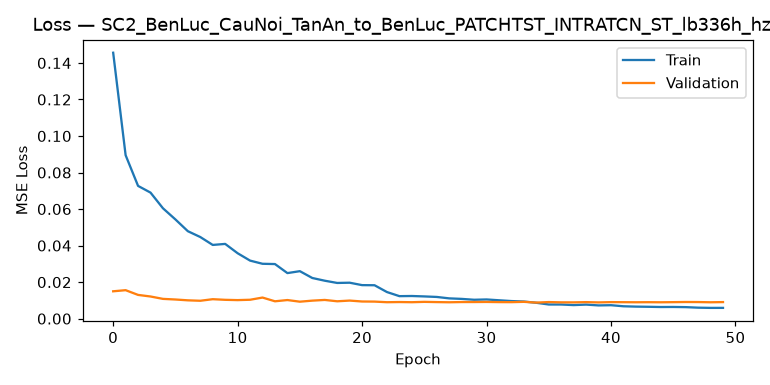 Loss — SC2_BenLuc_CauNoi_TanAn_to_BenLuc_PATCHTST_INTRATCN_ST_lb336h_hz
Train
Validation
MSE Loss
0.14
0.12
0.10
0.08
0.06
0.04
0.02
0.00
0 10 20 30 40 50
Epoch